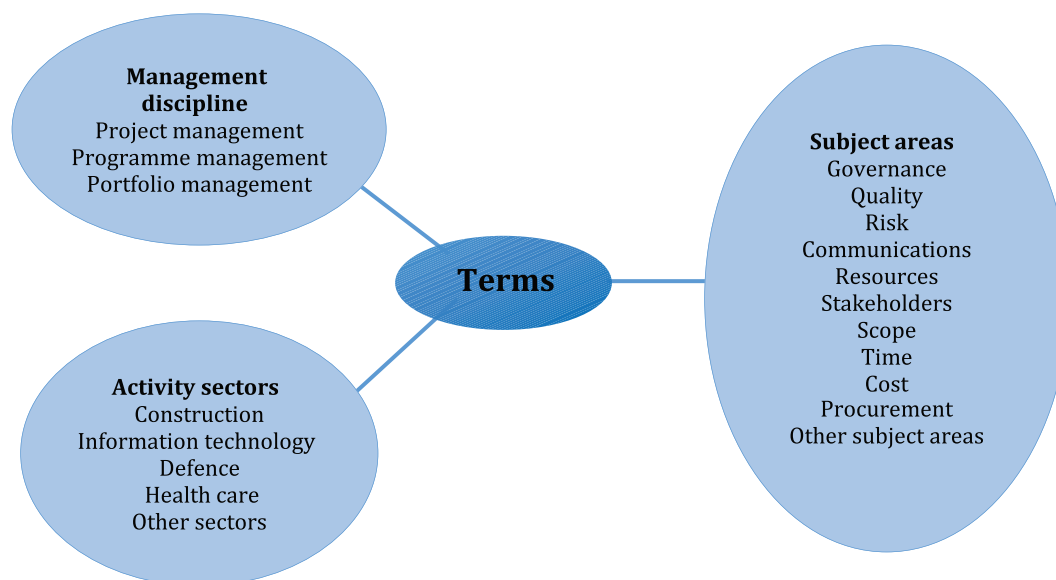 Management
discipline
Project management
Programme management
Portfolio management
Terms
Activity sectors
Construction
Information technology
Defence
Health care
Other sectors
Subject areas
Governance
Quality
Risk
Communications
Resources
Stakeholders
Scope
Time
Cost
Procurement
Other subject areas